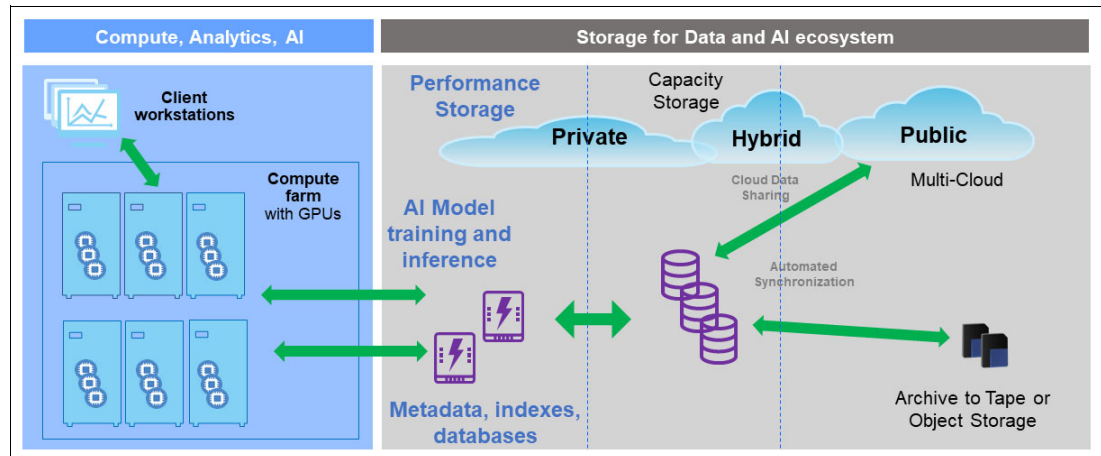 Compute, Analytics, AI
Storage for Data and AI ecosystem
Client
workstations
Compute
farm
with GPUs
Performance
Storage
Capacity
Storage
Private
Hybrid
Public
Cloud Data
Sharing
Multi-Cloud
AI Model
training and
inference
Automated
Synchronization
Metadata, indexes,
databases
Archive to Tape or
Object Storage